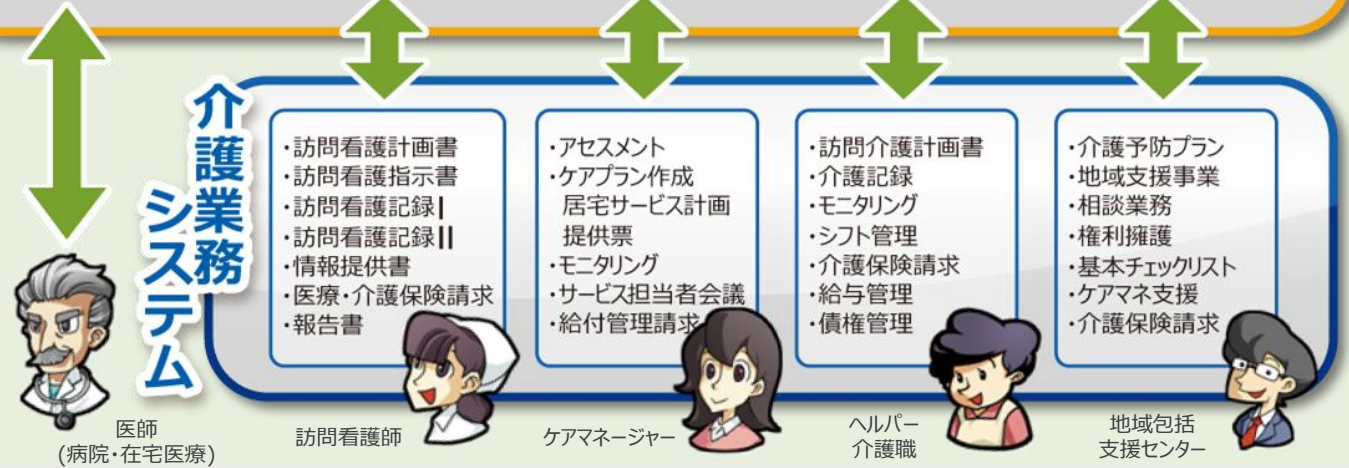 介護業務
システム
・訪問看護計画書
・訪問看護指示書
・訪問看護記録Ⅰ
・訪問看護記録Ⅱ
・情報提供書
・医療・介護保険請求
・報告書
・アセスメント
・ケアプラン作成
居宅サービス計画
提供票
・モニタリング
・サービス担当者会議
・給付管理請求
・訪問介護計画書
・介護記録
・モニタリング
・シフト管理
・介護保険請求
・給与管理
・債権管理
・介護予防プラン
・地域支援事業
・相談業務
・権利擁護
・基本チェックリスト
・ケアマネ支援
・介護保険請求
医師
(病院・在宅医療)
訪問看護師
ケアマネージャー
ヘルパー
介護職
地域包括
支援センター